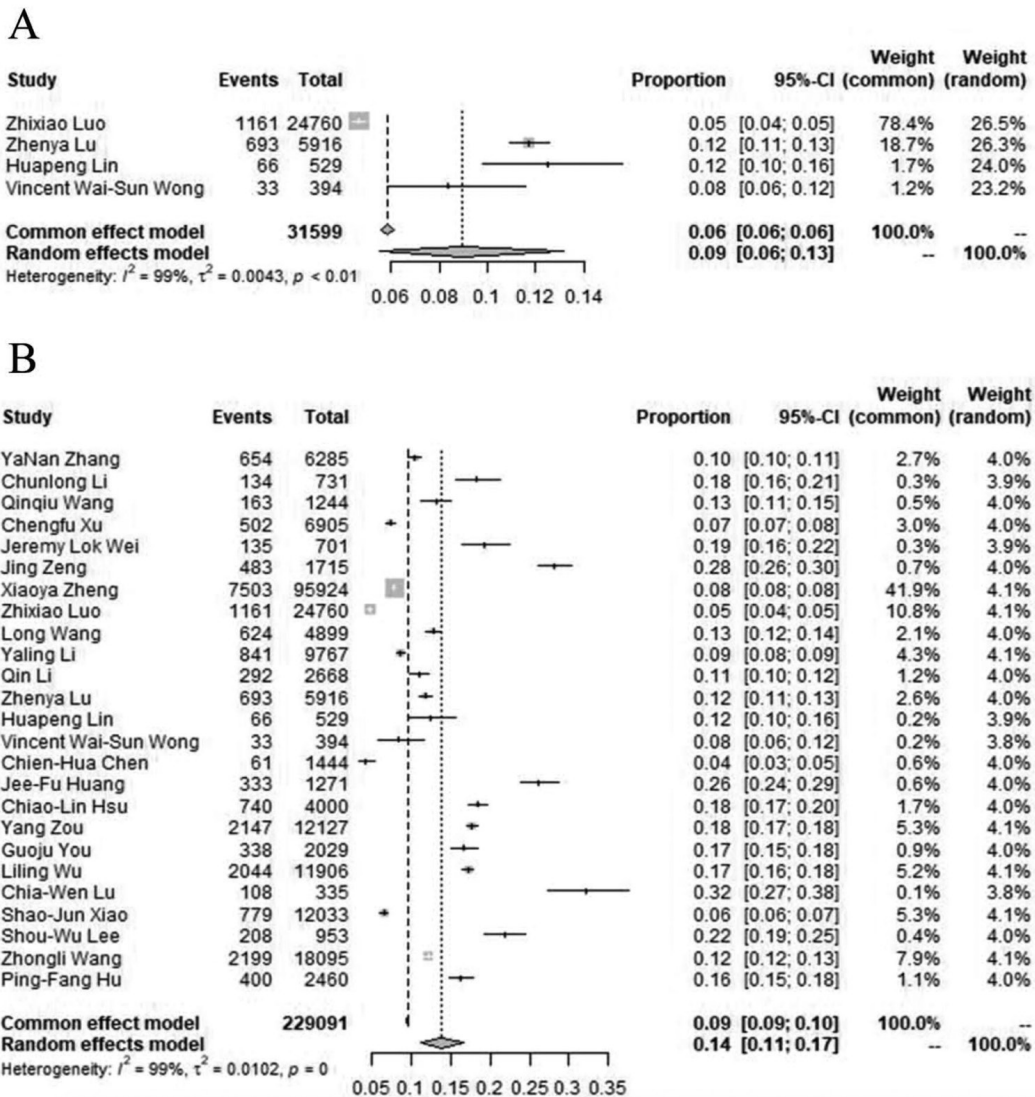 A
Weight Weight
Study Events Total Proportion 95%-CI (common) (random)
Zhixiao Luo 1161 24760 0.05 [0.04; 0.05] 78.4% 26.5%
Zhenya Lu 693 5916 0.12 [0.11; 0.13] 18.7% 26.3%
Huapeng Lin 66 529 0.12 [0.10; 0.16] 1.7% 24.0%
Vincent Wai-Sun Wong 33 394 0.08 [0.06; 0.12] 1.2% 23.2%
Common effect model 31599 0.06 [0.06; 0.06] 100.0% --
Random effects model 0.09 [0.06; 0.13] -- 100.0%
Heterogeneity: I² = 99%, τ² = 0.0043, p < 0.01
0.06 0.08 0.1 0.12 0.14
B
Weight Weight
Study Events Total Proportion 95%-CI (common) (random)
YaNan Zhang 654 6285 0.10 [0.10; 0.11] 2.7% 4.0%
Chunlong Li 134 731 0.18 [0.16; 0.21] 0.3% 3.9%
Qinqiu Wang 163 1244 0.13 [0.11; 0.15] 0.5% 4.0%
Chengfu Xu 502 6905 0.07 [0.07; 0.08] 3.0% 4.0%
Jeremy Lok Wei 135 701 0.19 [0.16; 0.22] 0.3% 3.9%
Jing Zeng 483 1715 0.28 [0.26; 0.30] 0.7% 4.0%
Xiaoya Zheng 7503 95924 0.08 [0.08; 0.08] 41.9% 4.1%
Zhixiao Luo 1161 24760 0.05 [0.04; 0.05] 10.8% 4.1%
Long Wang 624 4899 0.13 [0.12; 0.14] 2.1% 4.0%
Yaling Li 841 9767 0.09 [0.08; 0.09] 4.3% 4.1%
Qin Li 292 2668 0.11 [0.10; 0.12] 1.2% 4.0%
Zhenya Lu 693 5916 0.12 [0.11; 0.13] 2.6% 4.0%
Huapeng Lin 66 529 0.12 [0.10; 0.16] 0.2% 3.9%
Vincent Wai-Sun Wong 33 394 0.08 [0.06; 0.12] 0.2% 3.8%
Chien-Hua Chen 61 1444 0.04 [0.03; 0.05] 0.6% 4.0%
Jee-Fu Huang 333 1271 0.26 [0.24; 0.29] 0.6% 4.0%
Chiao-Lin Hsu 740 4000 0.18 [0.17; 0.20] 1.7% 4.0%
Yang Zou 2147 12127 0.18 [0.17; 0.18] 5.3% 4.1%
Guoju You 338 2029 0.17 [0.15; 0.18] 0.9% 4.0%
Liling Wu 2044 11906 0.17 [0.16; 0.18] 5.2% 4.1%
Chia-Wen Lu 108 335 0.32 [0.27; 0.38] 0.1% 3.8%
Shao-Jun Xiao 779 12033 0.06 [0.06; 0.07] 5.3% 4.1%
Shou-Wu Lee 208 953 0.22 [0.19; 0.25] 0.4% 4.0%
Zhongli Wang 2199 18095 0.12 [0.12; 0.13] 7.9% 4.1%
Ping-Fang Hu 400 2460 0.16 [0.15; 0.18] 1.1% 4.0%
Common effect model 229091 0.09 [0.09; 0.10] 100.0% --
Random effects model 0.14 [0.11; 0.17] -- 100.0%
Heterogeneity: I² = 99%, τ² = 0.0102, p = 0
0.05 0.1 0.15 0.2 0.25 0.3 0.35